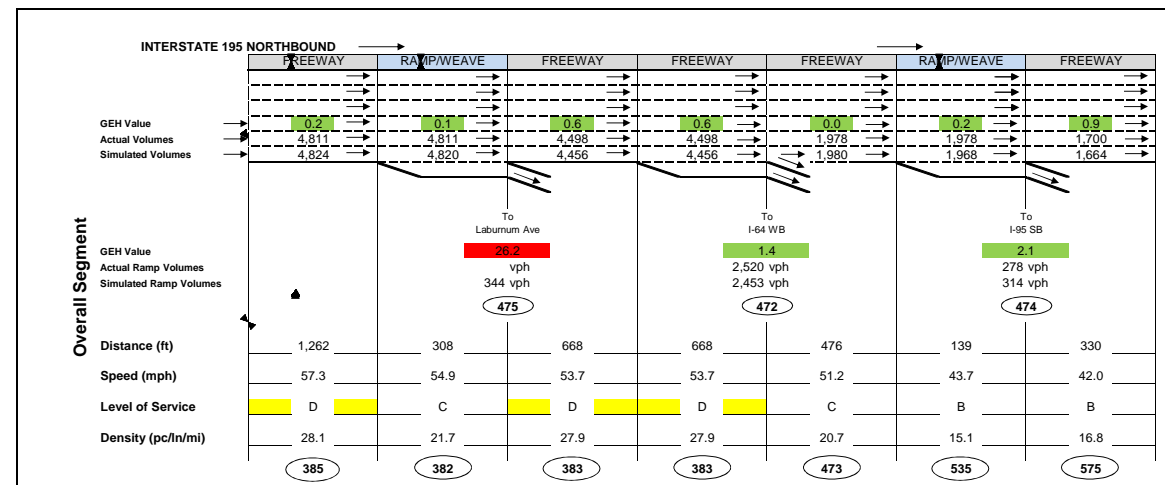 INTERSTATE 195 NORTHBOUND
FREEWAY RAMP/WEAVE FREEWAY FREEWAY FREEWAY RAMP/WEAVE FREEWAY
GEH Value 0.2 0.1 0.6 0.6 0.0 0.2 0.9
Actual Volumes 4,811 4,811 4,498 4,498 1,978 1,978 1,700
Simulated Volumes 4,824 4,820 4,456 4,456 1,980 1,968 1,664
To To To
Laburnum Ave I-64 WB I-95 SB
GEH Value 26.2 1.4 2.1
Actual Ramp Volumes vph 2,520 vph 278 vph
Simulated Ramp Volumes 344 vph 2,453 vph 314 vph
475 472 474
Overall Segment
Distance (ft) 1,262 308 668 668 476 139 330
Speed (mph) 57.3 54.9 53.7 53.7 51.2 43.7 42.0
Level of Service D C D D C B B
Density (pc/ln/mi) 28.1 21.7 27.9 27.9 20.7 15.1 16.8
385 382 383 383 473 535 575